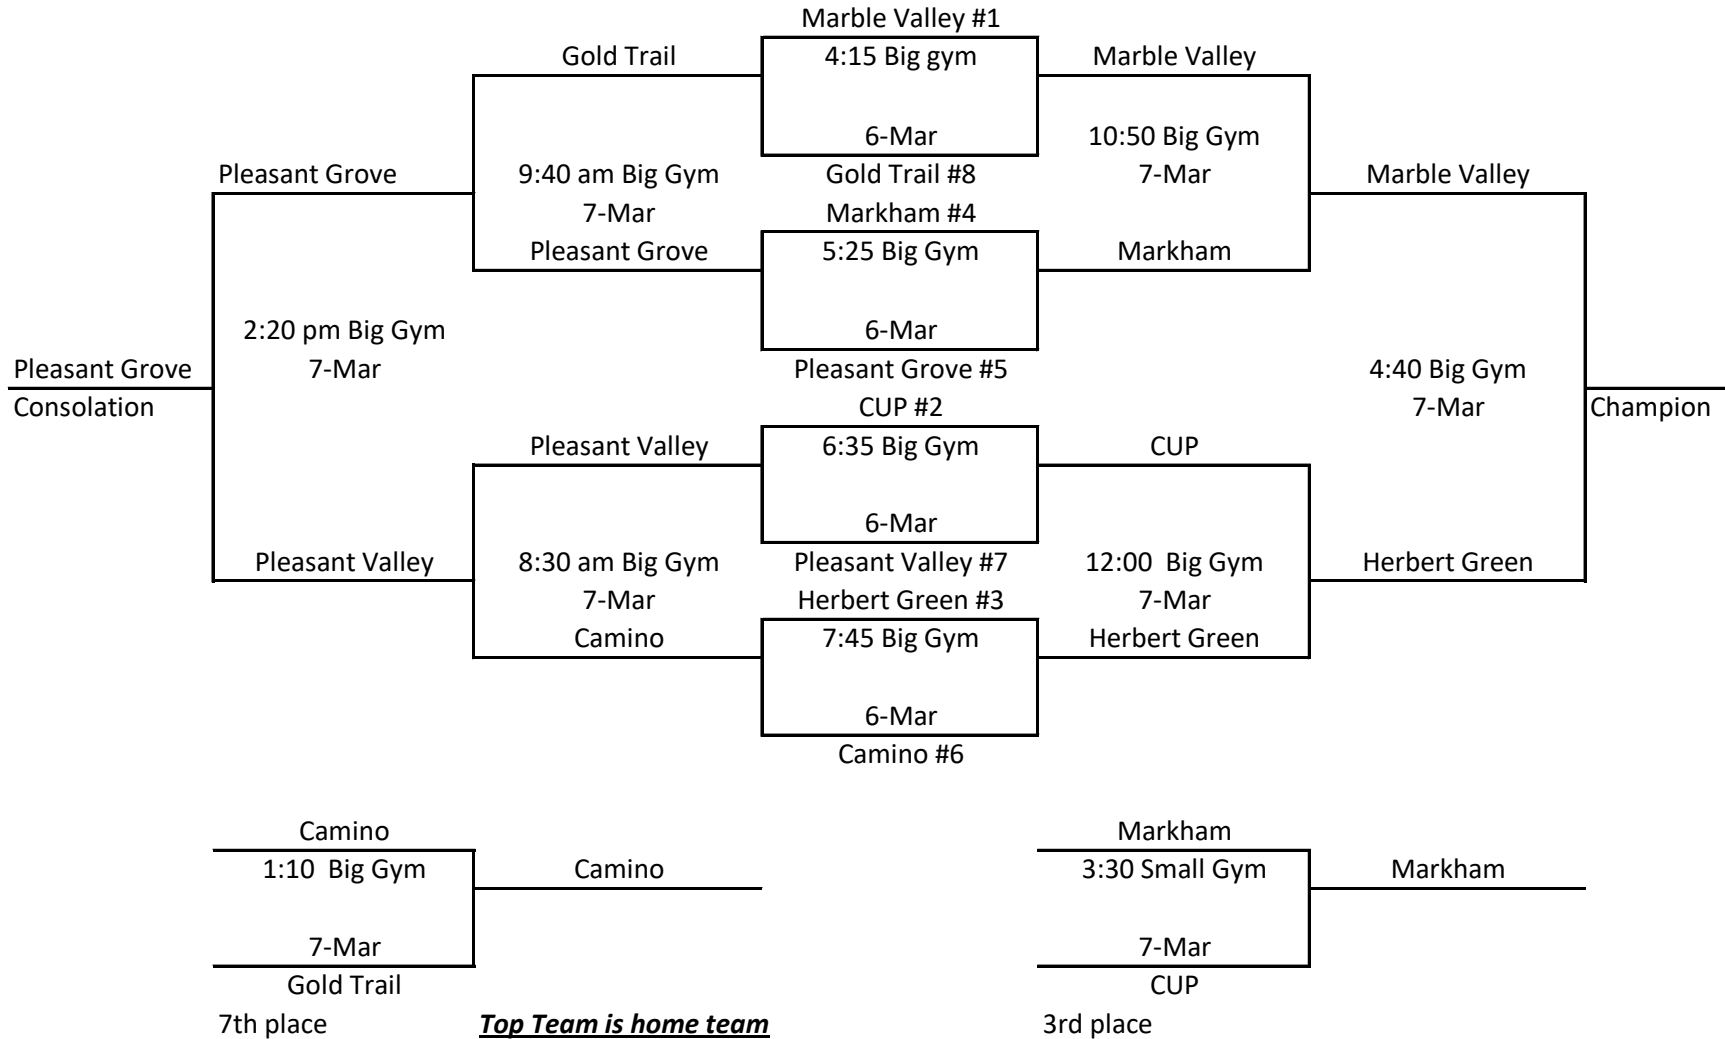 Marble Valley #1
Gold Trail
4:15 Big gym
Marble Valley
6-Mar
10:50 Big Gym
Pleasant Grove
9:40 am Big Gym
Gold Trail #8
7-Mar
Marble Valley
7-Mar
Markham #4
Pleasant Grove
5:25 Big Gym
Markham
2:20 pm Big Gym
6-Mar
Pleasant Grove
7-Mar
Pleasant Grove #5
4:40 Big Gym
Consolation
CUP #2
7-Mar
Champion
Pleasant Valley
6:35 Big Gym
CUP
6-Mar
Pleasant Valley
8:30 am Big Gym
Pleasant Valley #7
12:00  Big Gym
Herbert Green
7-Mar
Herbert Green #3
7-Mar
Camino
7:45 Big Gym
Herbert Green
6-Mar
Camino #6
Camino
Markham
1:10  Big Gym
Camino
3:30 Small Gym
Markham
7-Mar
7-Mar
Gold Trail
CUP
7th place
Top Team is home team
3rd place